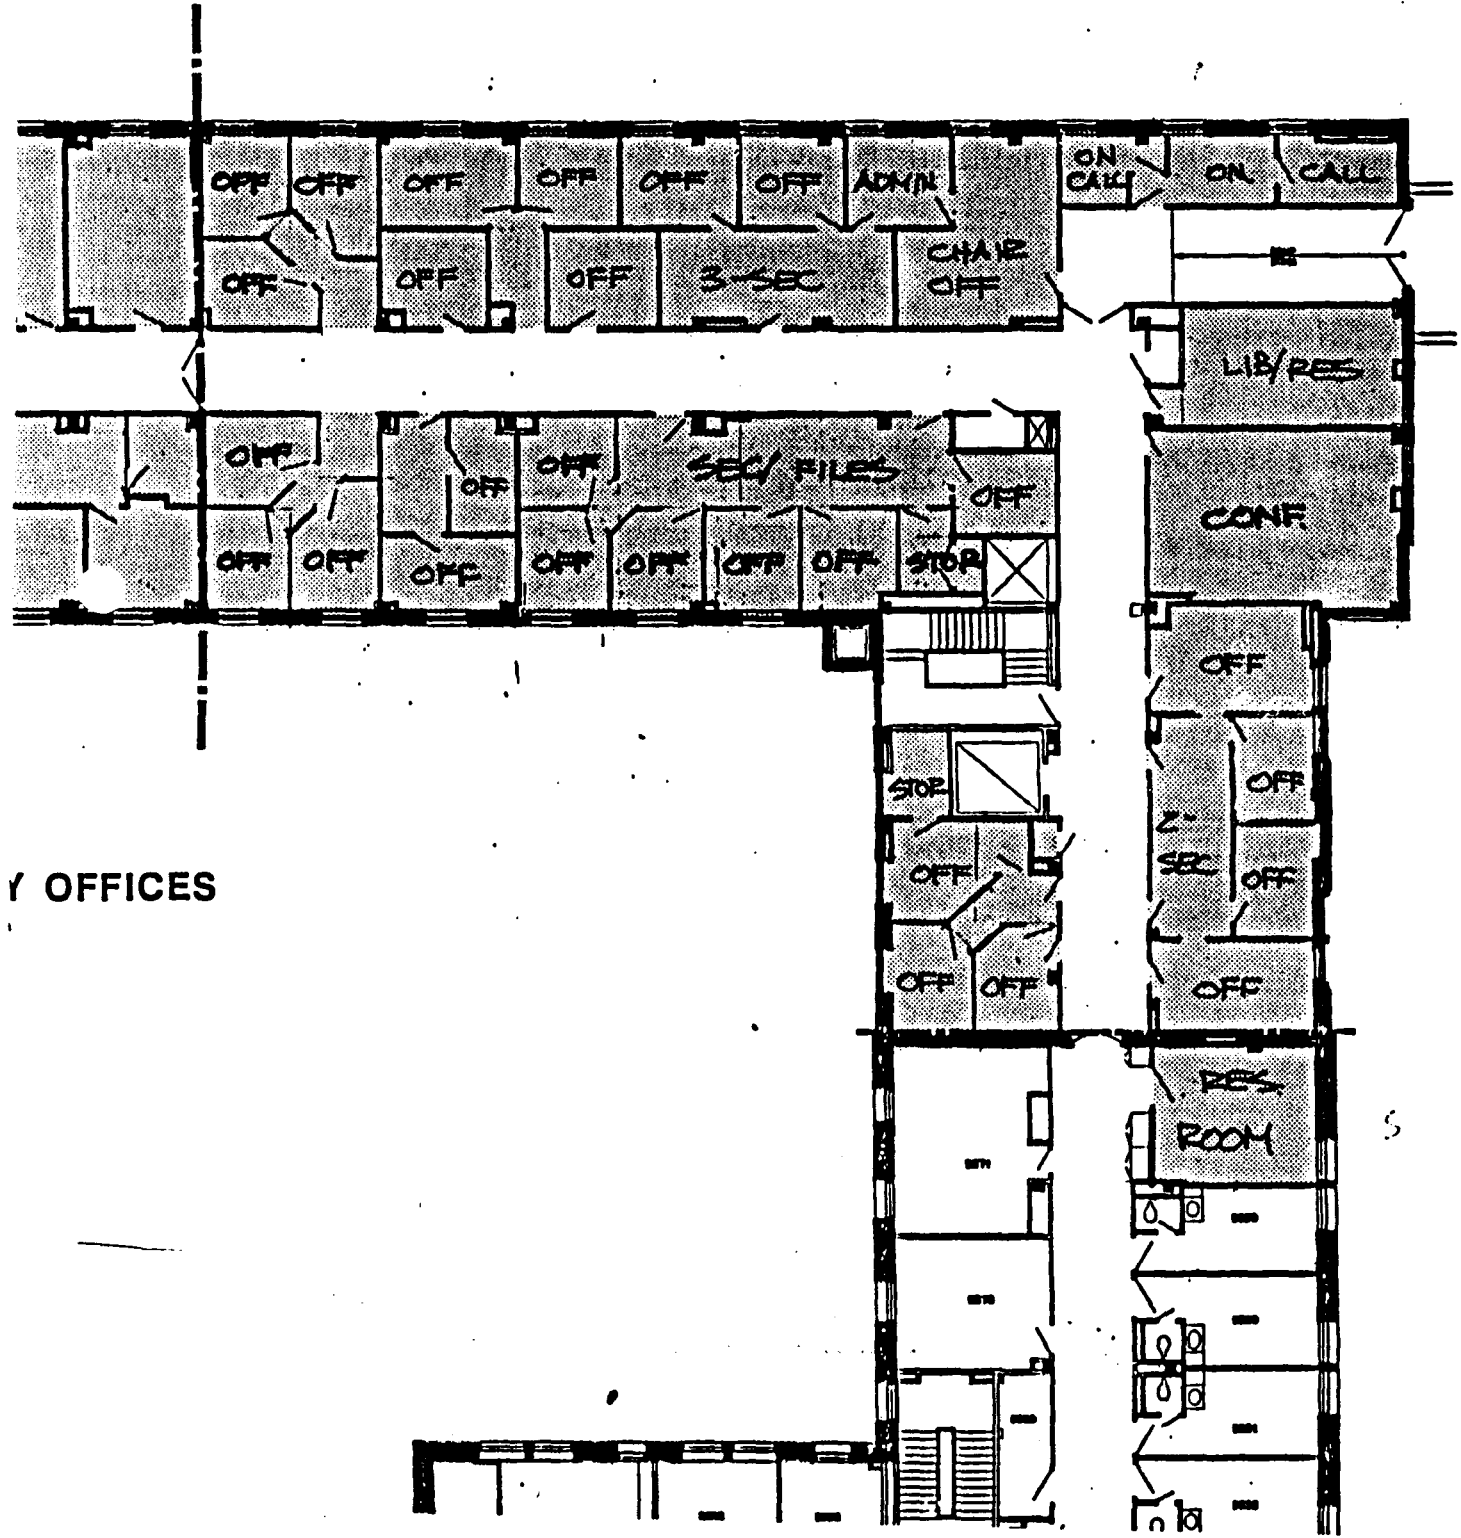 ON
CALL
OFF OFF OFF OFF OFF OFF ADMN ON CALL
CHAIR
OFF OFF OFF 3-SEC OFF
LIB/RES
OFF OFF OFF SEC/ FILES OFF
CONF.
OFF OFF OFF OFF OFF OFF OFF STOR
OFF
STOR OFF
2-
SEC
OFF OFF
Y OFFICES
OFF OFF OFF
RES.
ROOM
S